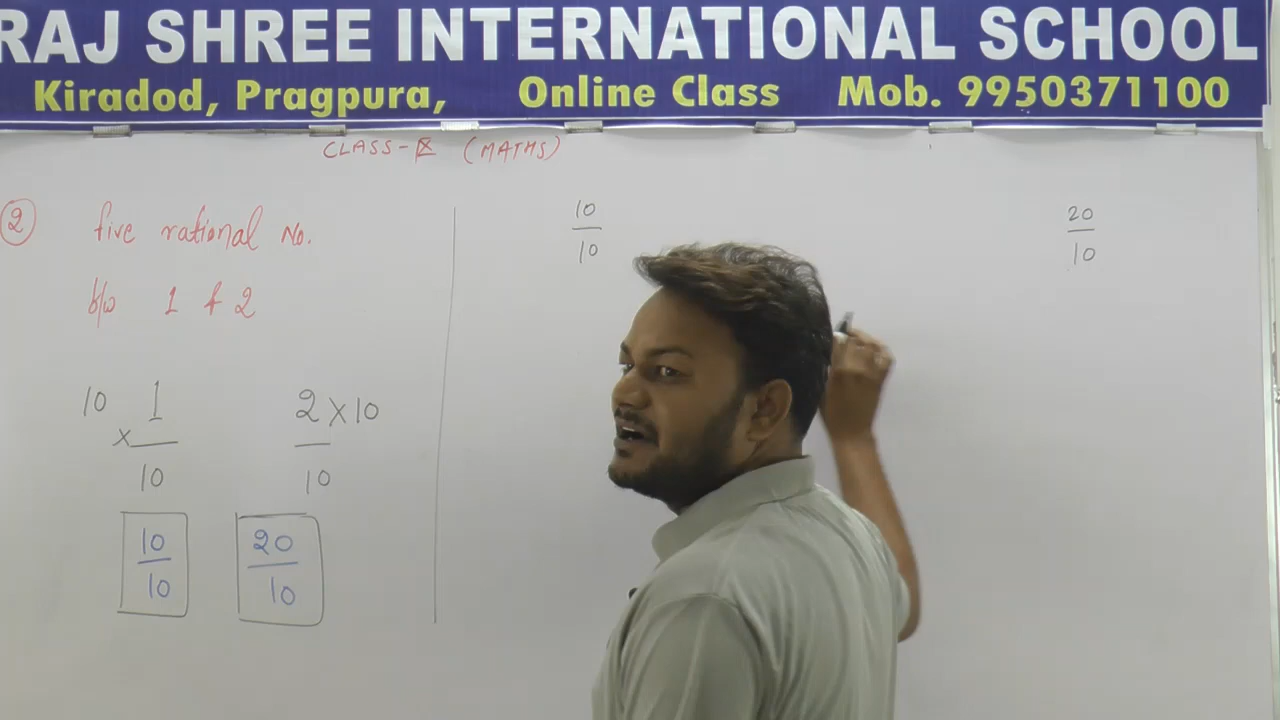 RAJ SHREE INTERNATIONAL SCHOOL
Kiradod, Pragpura, Online Class Mob. 9950371100
CLASS- (MATHS)
2 five rational No.
b/w 1 & 2
10 × 1/10
2 × 10/10
10/10
20/10
10/10
20/10